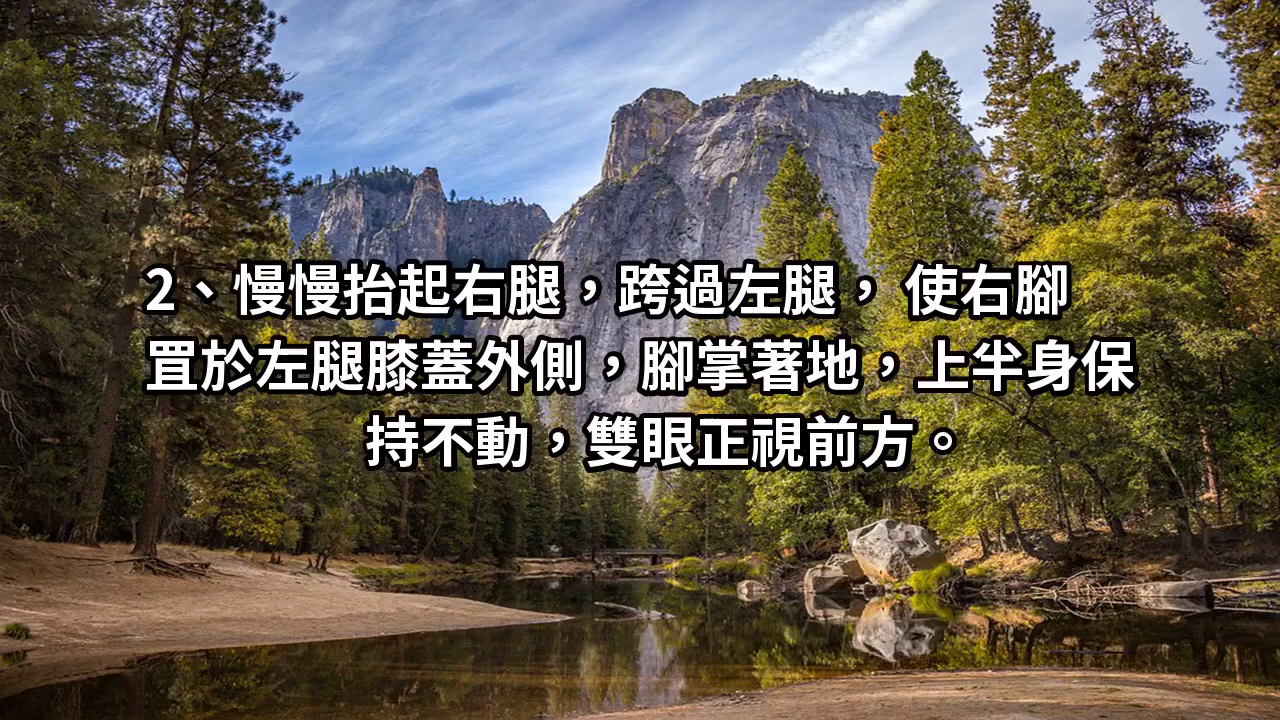 2、慢慢抬起右腿，跨過左腿， 使右腳
置於左腿膝蓋外側，腳掌著地，上半身保
持不動，雙眼正視前方。